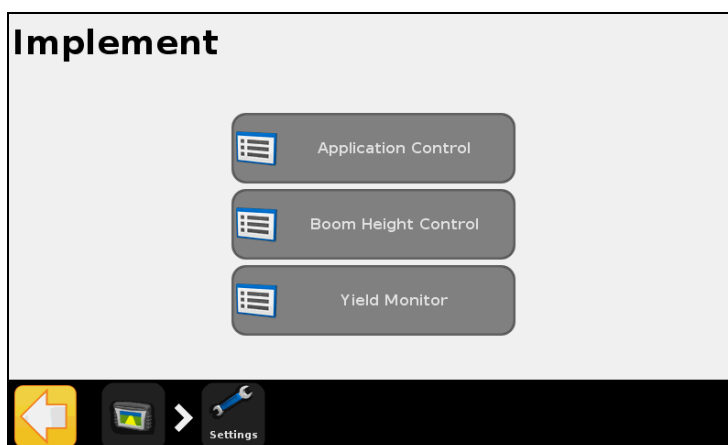 Implement
Application Control
Boom Height Control
Yield Monitor
Settings